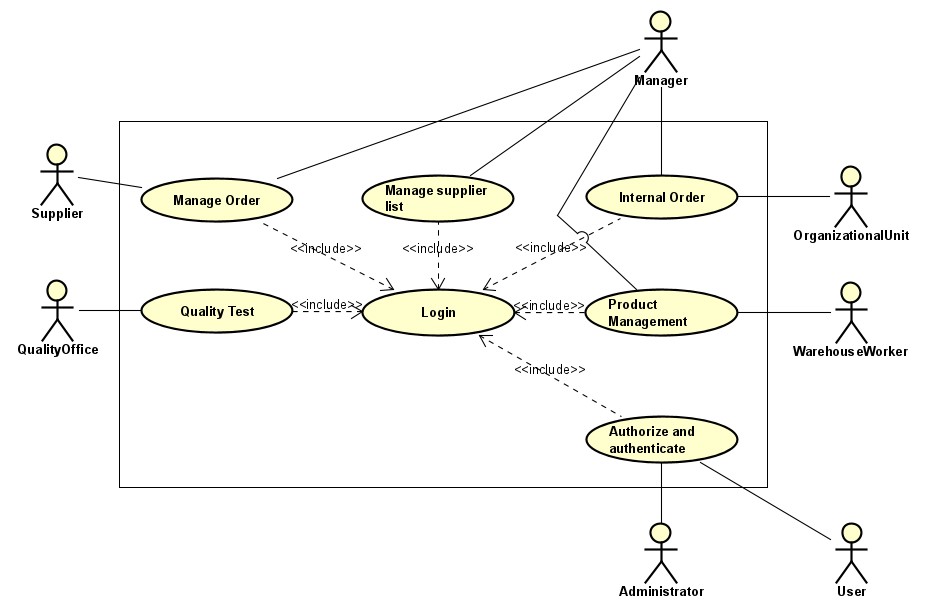 Manager
Supplier
Manage Order
Manage supplier
list
Internal Order
OrganizationalUnit
<<include>>
<<include>>
<<include>>
QualityOffice
Quality Test
<<include>>
Login
<<include>>
Product
Management
WarehouseWorker
<<include>>
Authorize and
authenticate
Administrator
User